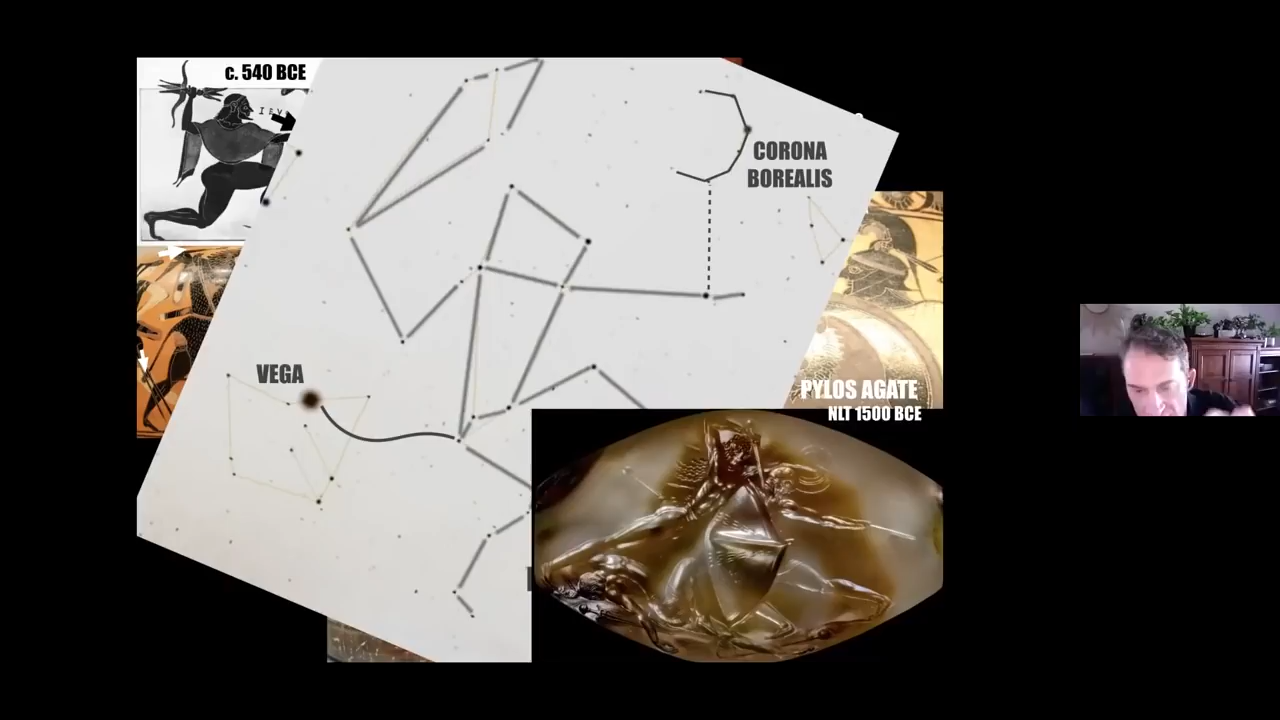 c. 540 BCE
CORONA
BOREALIS
VEGA
PYLOS AGATE
NLT 1500 BCE